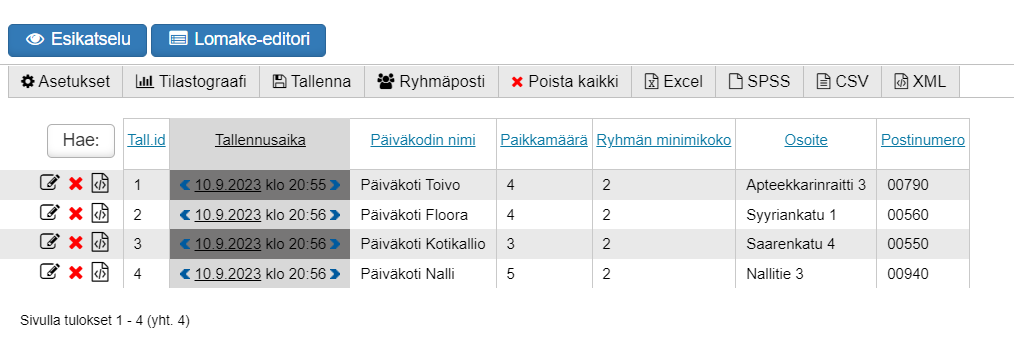 Esikatselu Lomake-editori
Asetukset Tilastograafi Tallenna Ryhmäposti Poista kaikki Excel SPSS CSV XML
Hae: Tall.id Tallennusaika Päiväkodin nimi Paikkamäärä Ryhmän minimikoko Osoite Postinumero
1 10.9.2023 klo 20:55 Päiväkoti Toivo 4 2 Apteekkarinraitti 3 00790
2 10.9.2023 klo 20:56 Päiväkoti Floora 4 2 Syyriankatu 1 00560
3 10.9.2023 klo 20:56 Päiväkoti Kotikallio 3 2 Saarenkatu 4 00550
4 10.9.2023 klo 20:56 Päiväkoti Nalli 5 2 Nallitie 3 00940
Sivulla tulokset 1 - 4 (yht. 4)